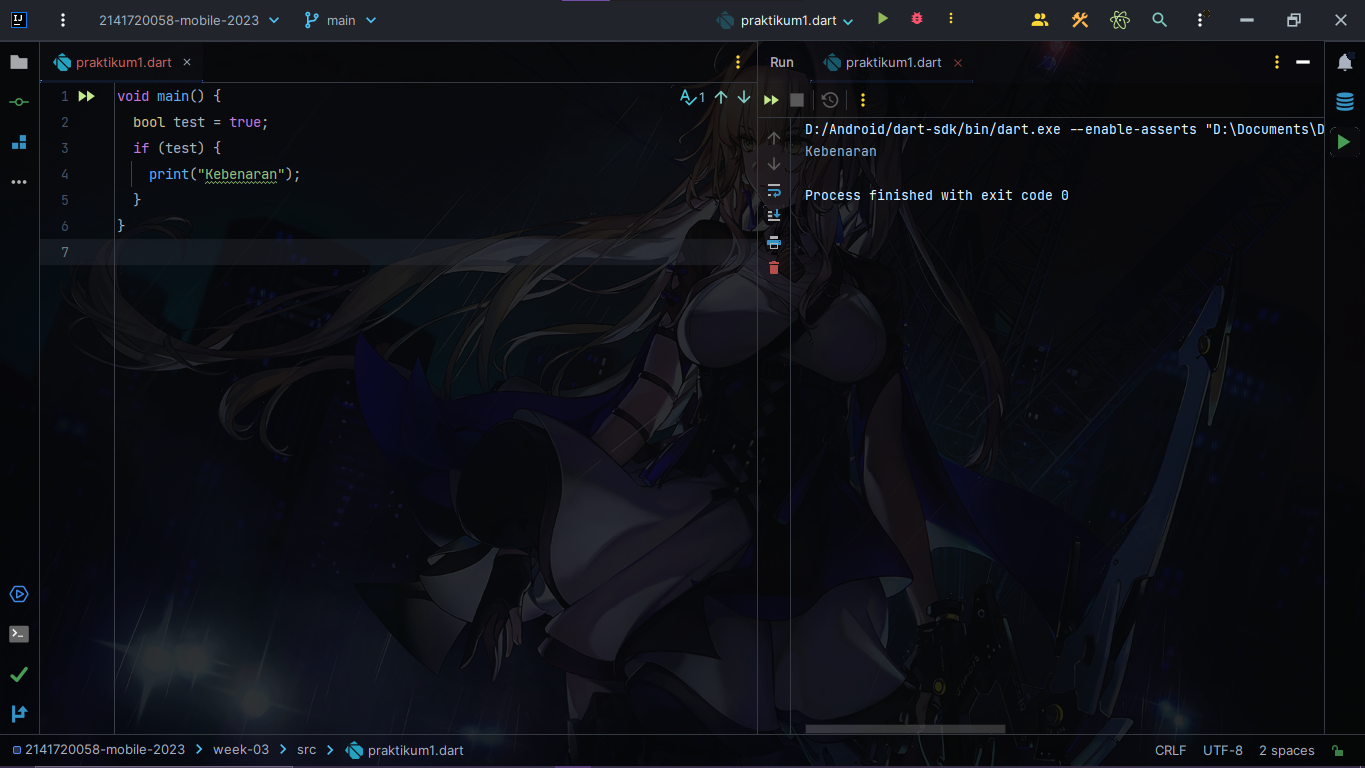 IJ
2141720058-mobile-2023
main
praktikum1.dart
praktikum1.dart
1 void main() {
2 bool test = true;
3 if (test) {
4 print("Kebenaran");
5 }
6 }
7
1
Run
praktikum1.dart
D:/Android/dart-sdk/bin/dart.exe --enable-asserts "D:\Documents\D
Kebenaran
Process finished with exit code 0
2141720058-mobile-2023 > week-03 > src > praktikum1.dart
CRLF UTF-8 2 spaces